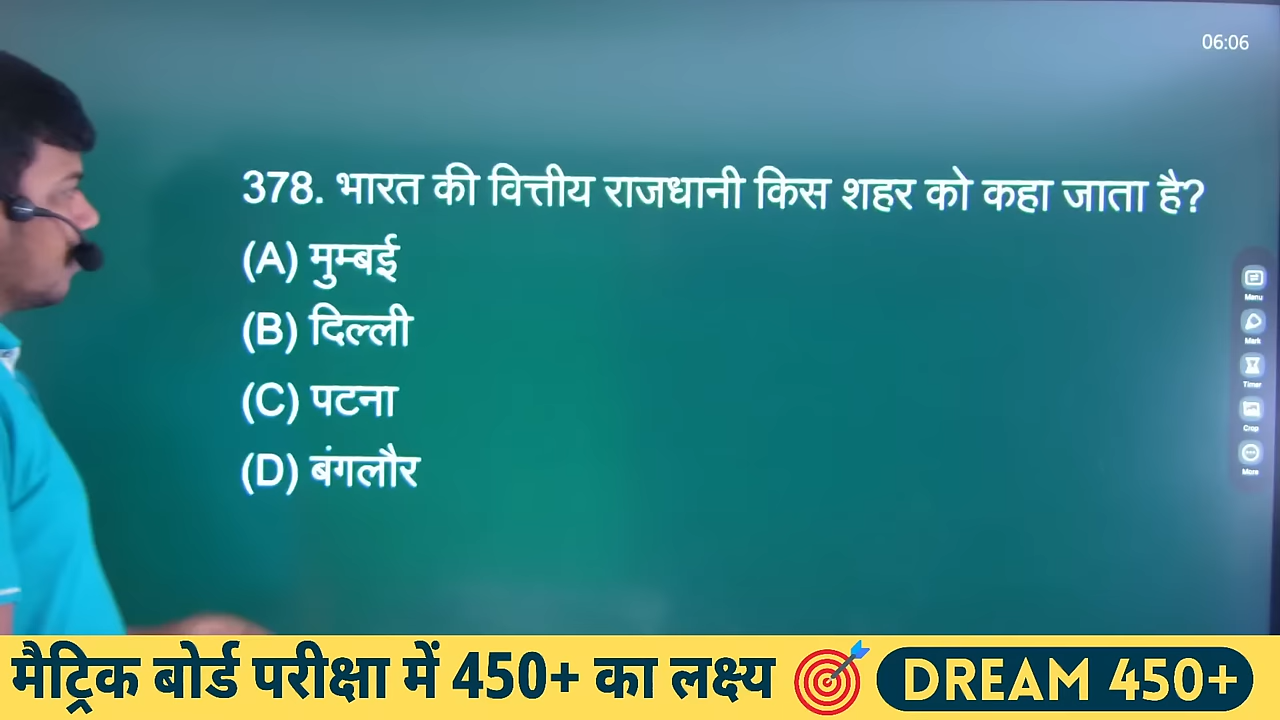 06:06
378. भारत की वित्तीय राजधानी किस शहर को कहा जाता है?
(A) मुम्बई
(B) दिल्ली
(C) पटना
(D) बंगलौर
Menu
Mark
Timer
Crop
More
मैट्रिक बोर्ड परीक्षा में 450+ का लक्ष्य DREAM 450+